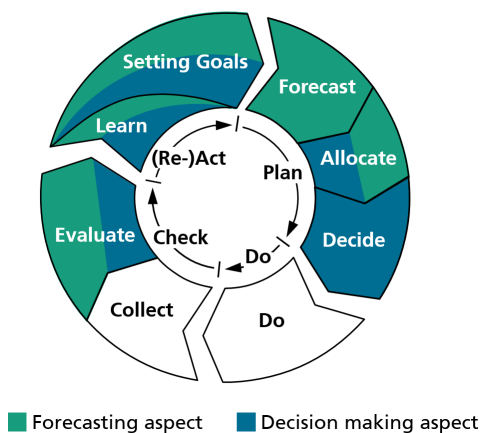 Setting Goals
Forecast
Learn
Allocate
(Re-)Act
Plan
Evaluate
Check
Decide
Do
Collect
Do
Forecasting aspect
Decision making aspect